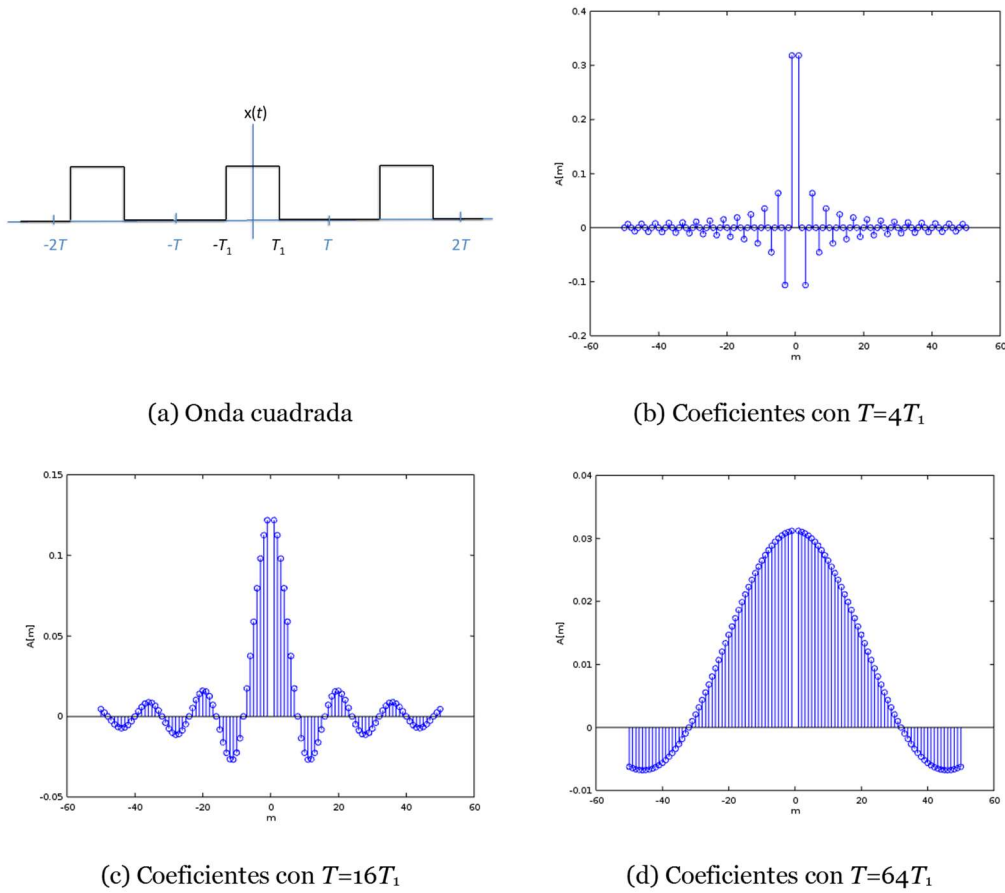 x(t)
-2T -T -T₁ T₁ T 2T
(a) Onda cuadrada
0.4
0.3
0.2
0.1
0
-0.1
-0.2
A[m]
-60 -40 -20 0 20 40 60
m
(b) Coeficientes con T=4T₁
0.15
0.1
0.05
0
-0.05
A[m]
-60 -40 -20 0 20 40 60
m
(c) Coeficientes con T=16T₁
0.04
0.03
0.02
0.01
0
-0.01
A[m]
-60 -40 -20 0 20 40 60
m
(d) Coeficientes con T=64T₁